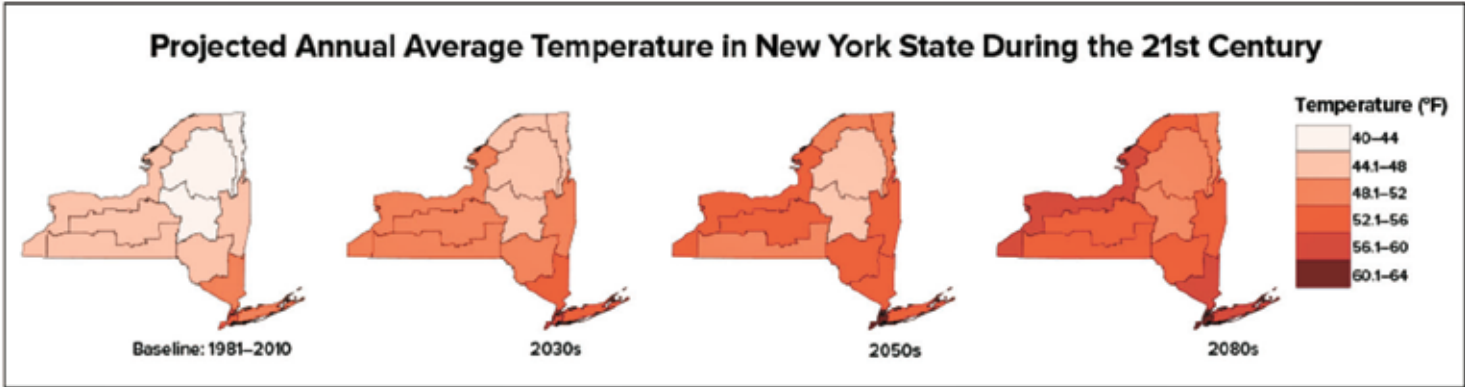 Projected Annual Average Temperature in New York State During the 21st Century
Temperature (°F)
40–44
44.1–48
48.1–52
52.1–56
56.1–60
60.1–64
Baseline: 1981–2010
2030s
2050s
2080s